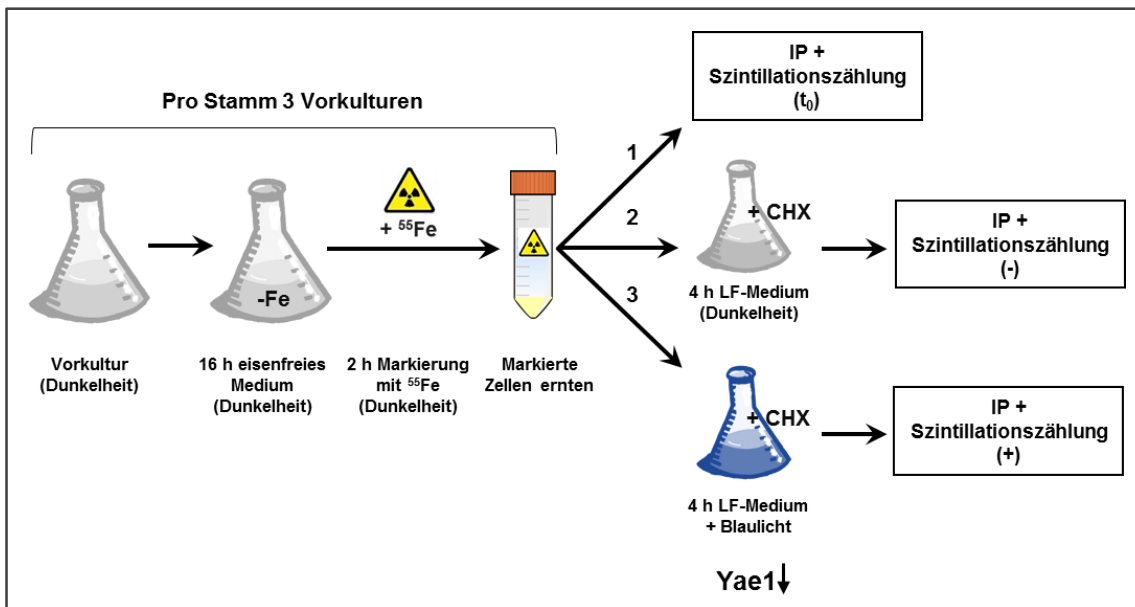 Pro Stamm 3 Vorkulturen
-Fe
+ ⁵⁵Fe
Vorkultur
(Dunkelheit)
16 h eisenfreies
Medium
(Dunkelheit)
2 h Markierung
mit ⁵⁵Fe
(Dunkelheit)
Markierte
Zellen ernten
1
2
3
IP +
Szintillationszählung
(t₀)
+ CHX
4 h LF-Medium
(Dunkelheit)
IP +
Szintillationszählung
(-)
+ CHX
4 h LF-Medium
+ Blaulicht
IP +
Szintillationszählung
(+)
Yae1↓